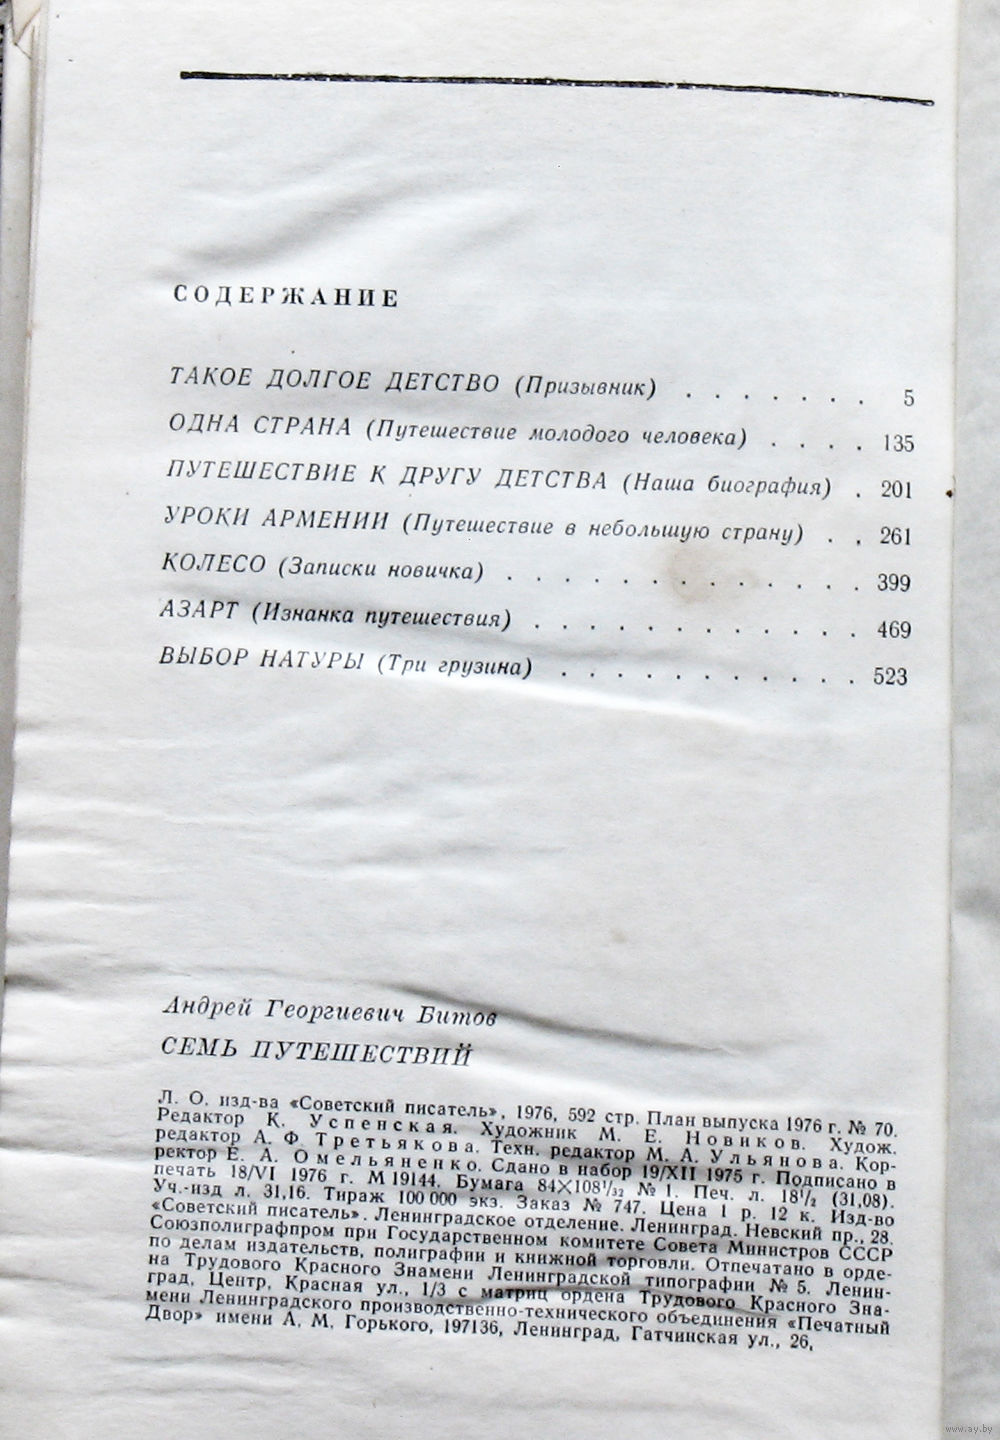 СОДЕРЖАНИЕ
ТАКОЕ ДОЛГОЕ ДЕТСТВО (Призывник) . . . . . . . 5
ОДНА СТРАНА (Путешествие молодого человека) . . . . 135
ПУТЕШЕСТВИЕ К ДРУГУ ДЕТСТВА (Наша биография) . 201
УРОКИ АРМЕНИИ (Путешествие в небольшую страну) . . 261
КОЛЕСО (Записки новичка) . . . . . . . . . . . . . 399
АЗАРТ (Изнанка путешествия) . . . . . . . . . . . . 469
ВЫБОР НАТУРЫ (Три грузина) . . . . . . . . . . . 523
Андрей Георгиевич Битов
СЕМЬ ПУТЕШЕСТВИЙ
Л. О. изд-ва «Советский писатель», 1976, 592 стр. План выпуска 1976 г. № 70.
Редактор К. Успенская. Художник М. Е. Новиков. Худож.
редактор А. Ф. Третьякова. Техн. редактор М. А. Ульянова. Кор-
ректор Е. А. Омельяненко. Сдано в набор 19/XII 1975 г. Подписано в
печать 18/VI 1976 г. М 19144. Бумага 84×108¹/₃₂ № 1. Печ. л. 18¹/₂ (31,08).
Уч.-изд л. 31,16. Тираж 100 000 экз. Заказ № 747. Цена 1 р. 12 к. Изд-во
«Советский писатель». Ленинградское отделение. Ленинград. Невский пр., 28.
Союзполиграфпром при Государственном комитете Совета Министров СССР
по делам издательств, полиграфии и книжной торговли. Отпечатано в орде-
на Трудового Красного Знамени Ленинградской типографии № 5. Ленин-
град, Центр, Красная ул., 1/3 с матриц ордена Трудового Красного Зна-
мени Ленинградского производственно-технического объединения «Печатный
Двор» имени А. М. Горького, 197136, Ленинград, Гатчинская ул., 26.
www.ay.by